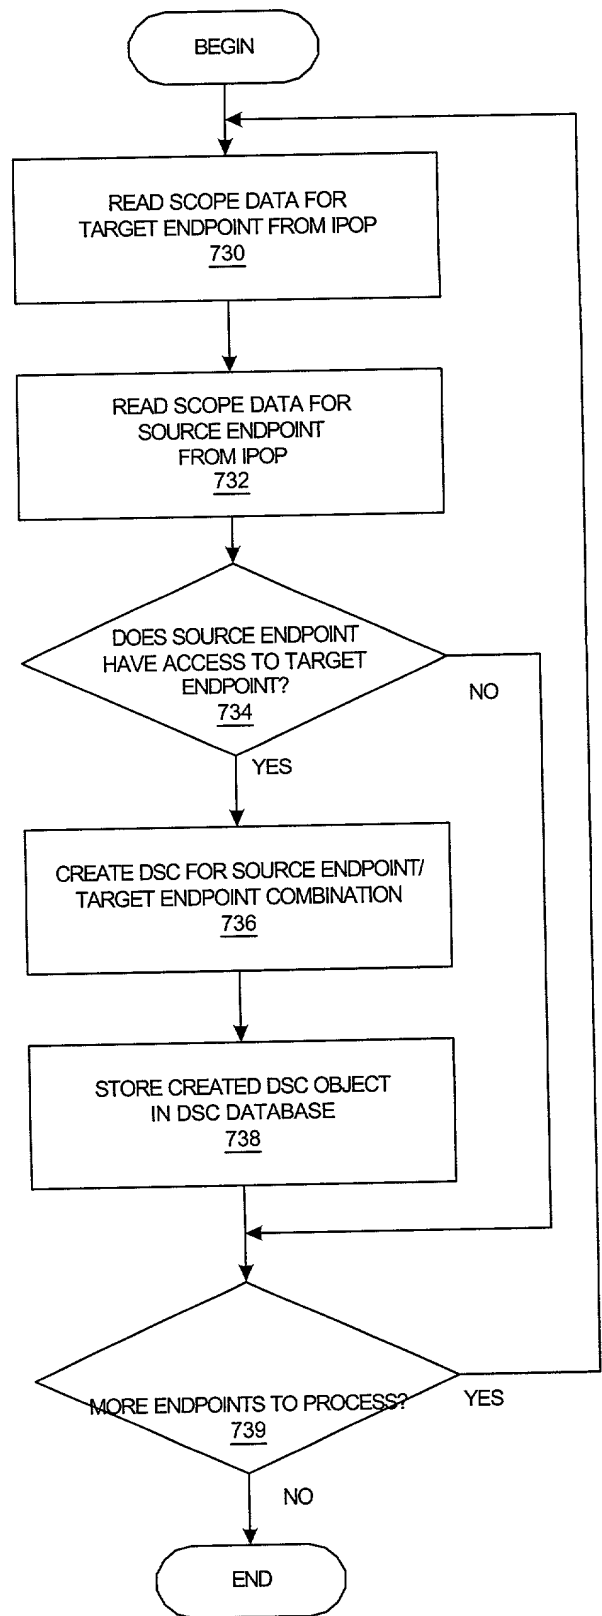 BEGIN
READ SCOPE DATA FOR
TARGET ENDPOINT FROM IPOP
730
READ SCOPE DATA FOR
SOURCE ENDPOINT
FROM IPOP
732
DOES SOURCE ENDPOINT
HAVE ACCESS TO TARGET
ENDPOINT?
734
NO
YES
CREATE DSC FOR SOURCE ENDPOINT/
TARGET ENDPOINT COMBINATION
736
STORE CREATED DSC OBJECT
IN DSC DATABASE
738
MORE ENDPOINTS TO PROCESS?
739
YES
NO
END